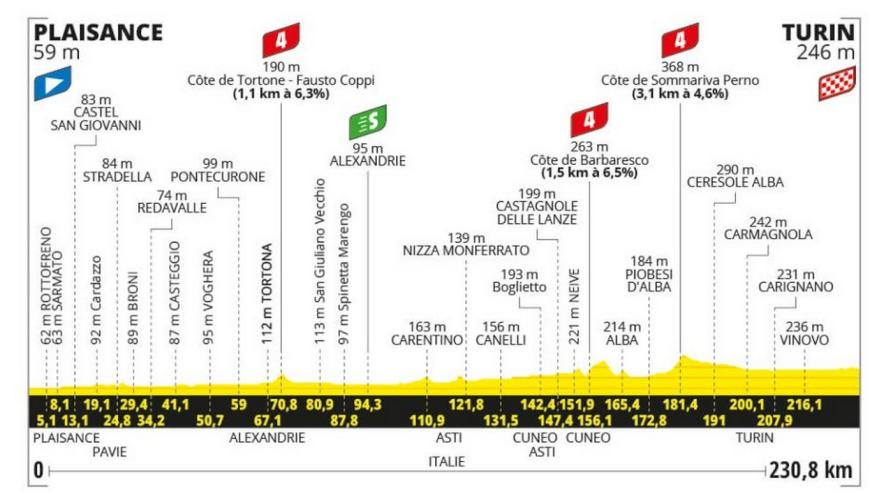 PLAISANCE
59 m
TURIN
246 m
4
190 m
Côte de Tortone - Fausto Coppi
(1,1 km à 6,3%)
4
368 m
Côte de Sommariva Perno
(3,1 km à 4,6%)
83 m
CASTEL
SAN GIOVANNI
S
95 m
ALEXANDRIE
4
263 m
Côte de Barbaresco
(1,5 km à 6,5%)
84 m
STRADELLA
99 m
PONTECURONE
74 m
REDAVALLE
290 m
CERESOLE ALBA
199 m
CASTAGNOLE
DELLE LANZE
242 m
CARMAGNOLA
139 m
NIZZA MONFERRATO
193 m
Boglietto
184 m
PIOBESI
D'ALBA
231 m
CARIGNANO
163 m
CARENTINO
156 m
CANELLI
214 m
ALBA
236 m
VINOVO
62 m ROTTOFRENO
63 m SARMATO
92 m Cardazzo
89 m BRONI
87 m CASTEGGIO
95 m VOGHERA
112 m TORTONA
113 m San Giuliano Vecchio
97 m Spinetta Marengo
221 m NEIVE
8,1 19,1 29,4 41,1 59 70,8 80,9 94,3 121,8 142,4 151,9 165,4 181,4 200,1 216,1
5,1 13,1 24,8 34,2 50,7 67,1 87,8 110,9 131,5 147,4 156,1 172,8 191 207,9
PLAISANCE ALEXANDRIE ASTI CUNEO CUNEO TURIN
PAVIE ASTI
ITALIE
0 230,8 km